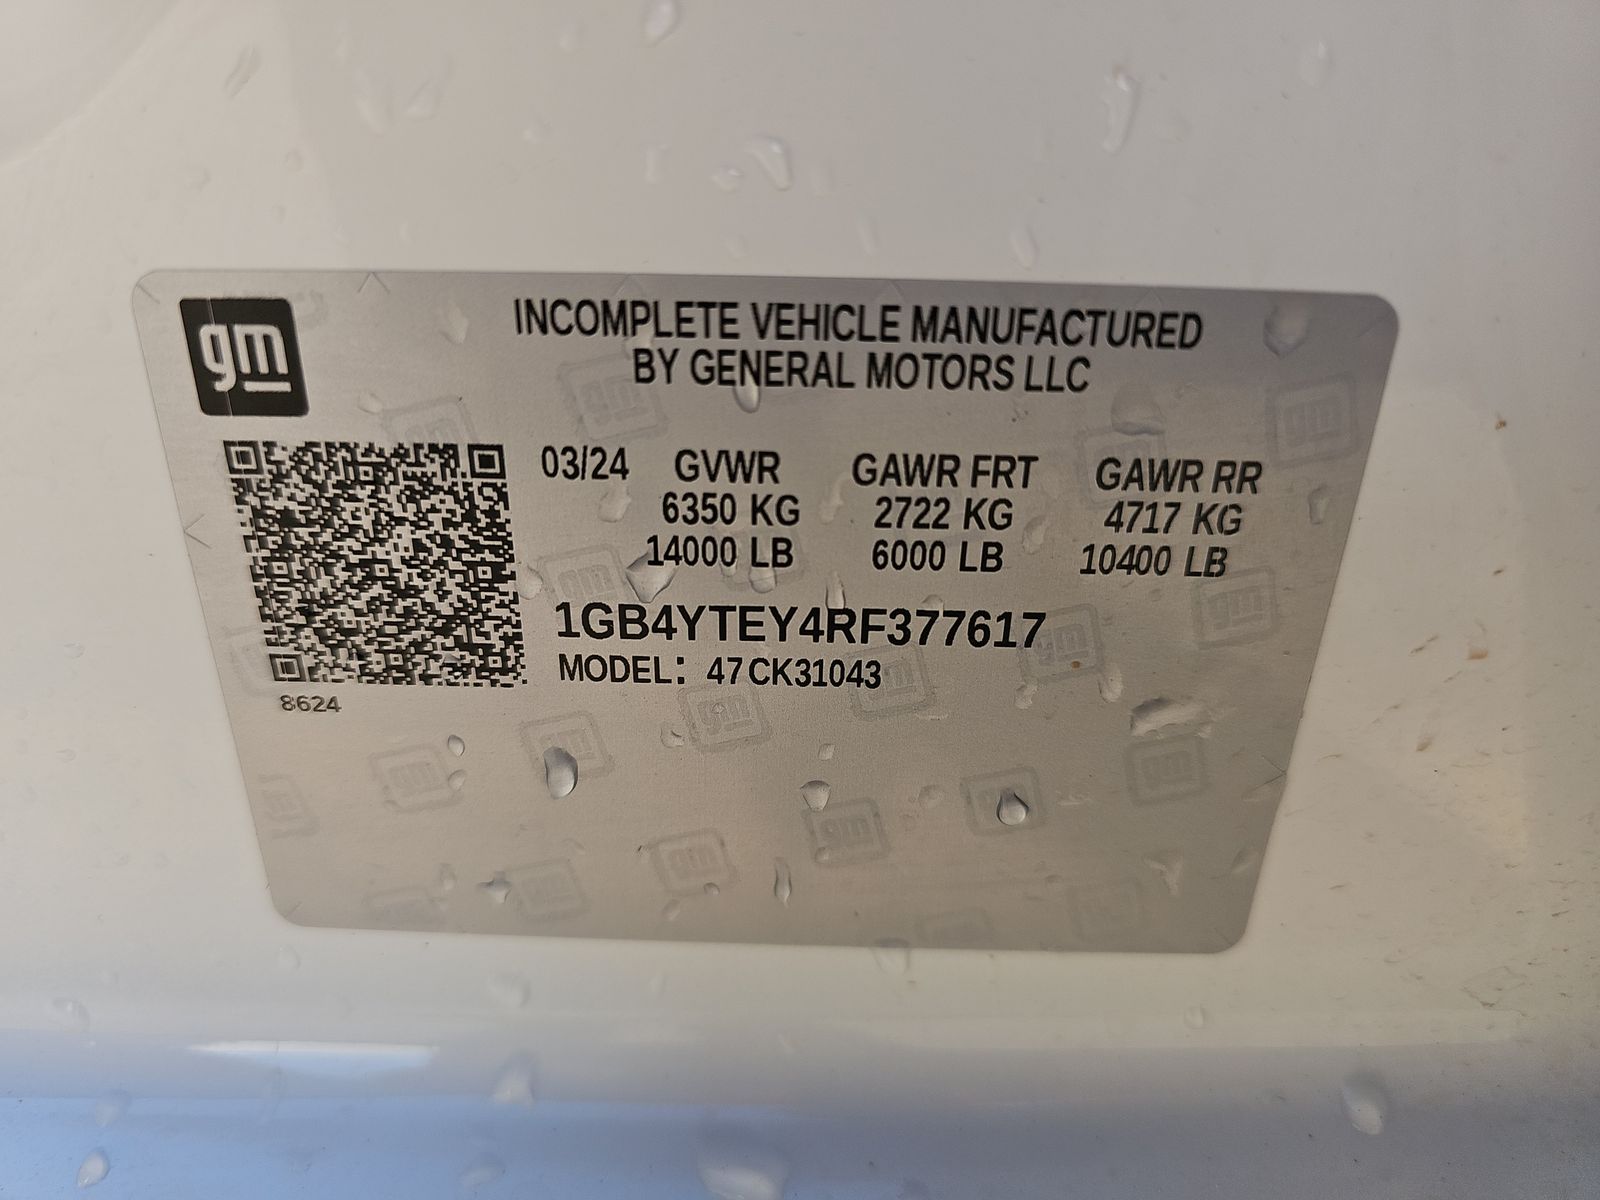 gm
INCOMPLETE VEHICLE MANUFACTURED
BY GENERAL MOTORS LLC
03/24 GVWR GAWR FRT GAWR RR
6350 KG 2722 KG 4717 KG
14000 LB 6000 LB 10400 LB
1GB4YTEY4RF377617
MODEL: 47CK31043
8624